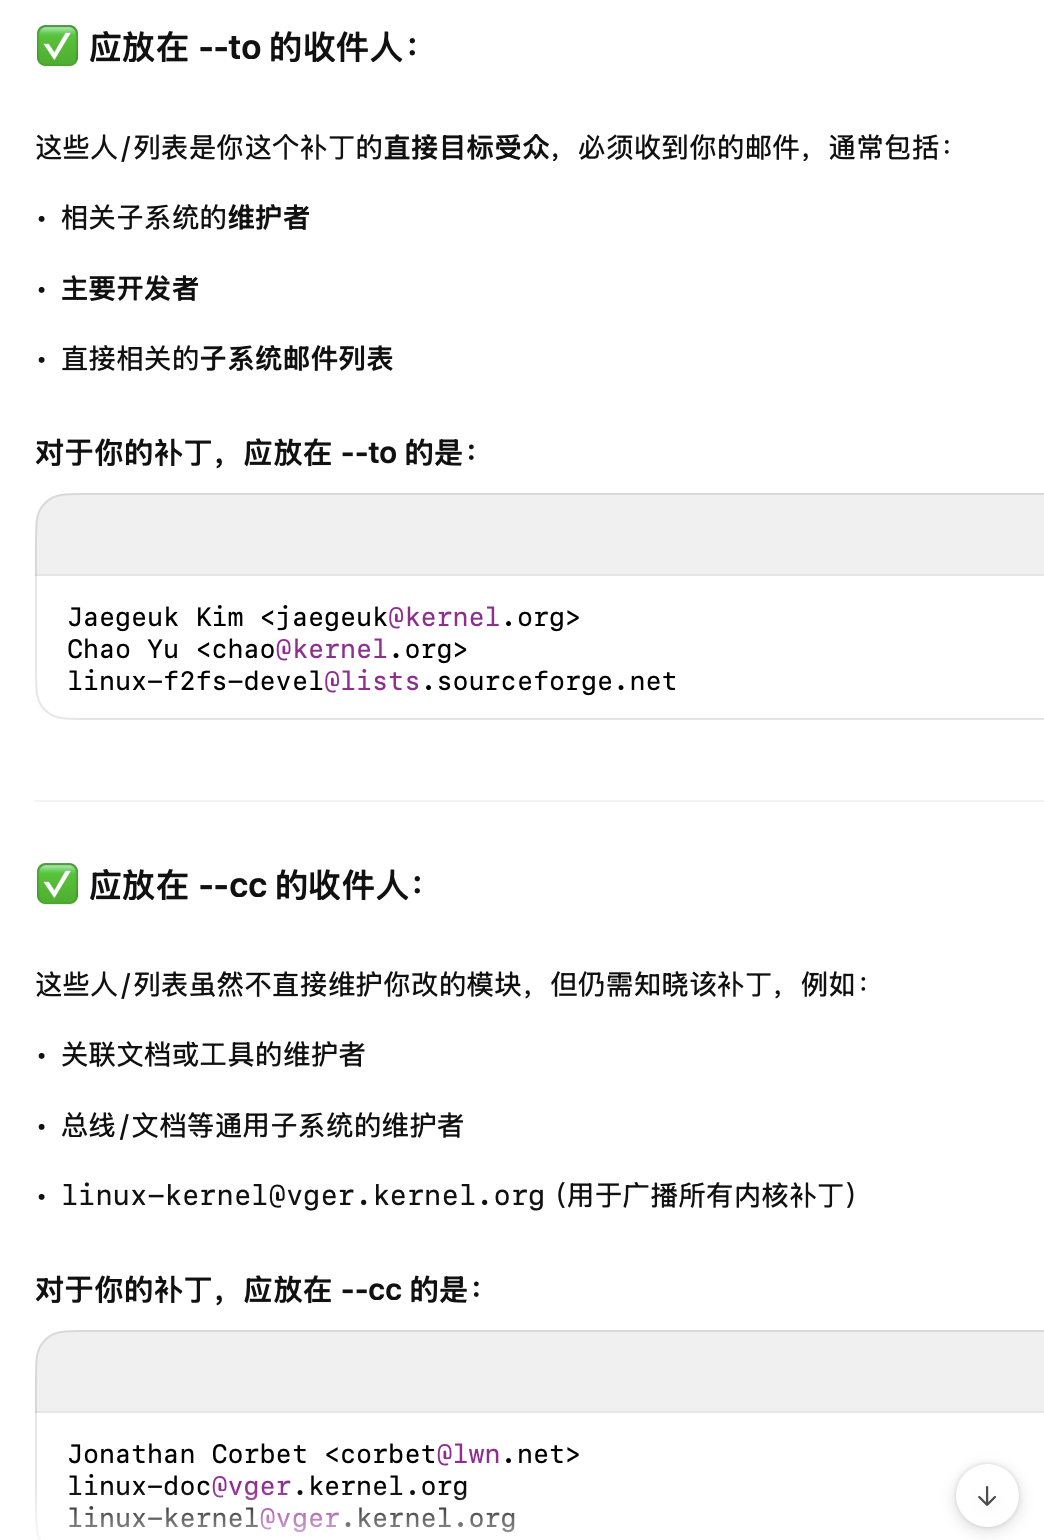 ✅ 应放在 --to 的收件人：
这些人/列表是你这个补丁的直接目标受众，必须收到你的邮件，通常包括：
• 相关子系统的维护者
• 主要开发者
• 直接相关的子系统邮件列表
对于你的补丁，应放在 --to 的是：
Jaegeuk Kim <jaegeuk@kernel.org>
Chao Yu <chao@kernel.org>
linux-f2fs-devel@lists.sourceforge.net
✅ 应放在 --cc 的收件人：
这些人/列表虽然不直接维护你改的模块，但仍需知晓该补丁，例如：
• 关联文档或工具的维护者
• 总线/文档等通用子系统的维护者
• linux-kernel@vger.kernel.org（用于广播所有内核补丁）
对于你的补丁，应放在 --cc 的是：
Jonathan Corbet <corbet@lwn.net>
linux-doc@vger.kernel.org
linux-kernel@vger.kernel.org